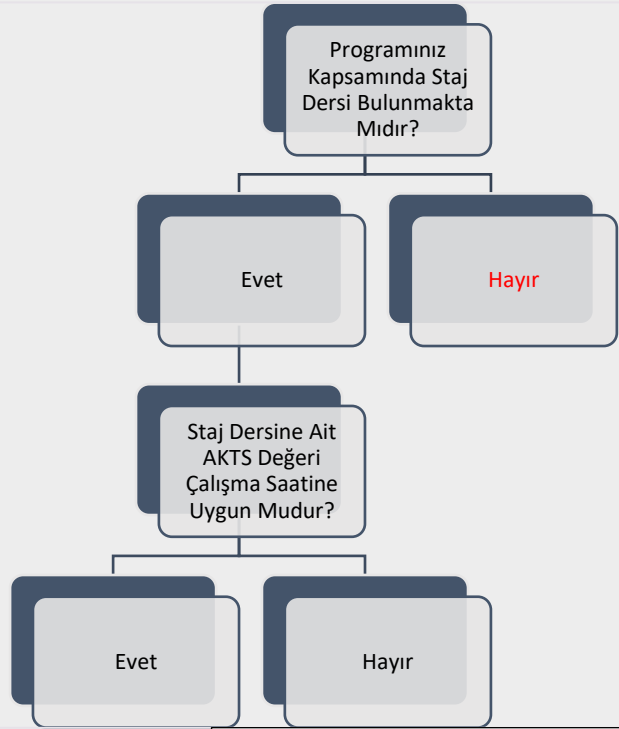 Programınız
Kapsamında Staj
Dersi Bulunmakta
Mıdır?
Evet
Hayır
Staj Dersine Ait
AKTS Değeri
Çalışma Saatine
Uygun Mudur?
Evet
Hayır